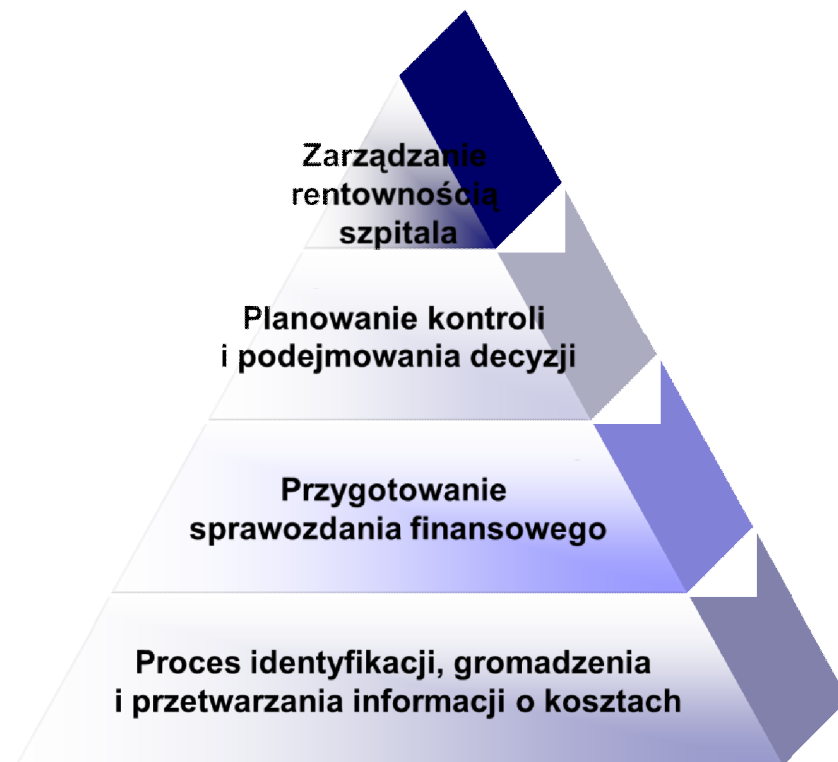 Zarządzanie
rentownością
szpitala
Planowanie kontroli
i podejmowania decyzji
Przygotowanie
sprawozdania finansowego
Proces identyfikacji, gromadzenia
i przetwarzania informacji o kosztach